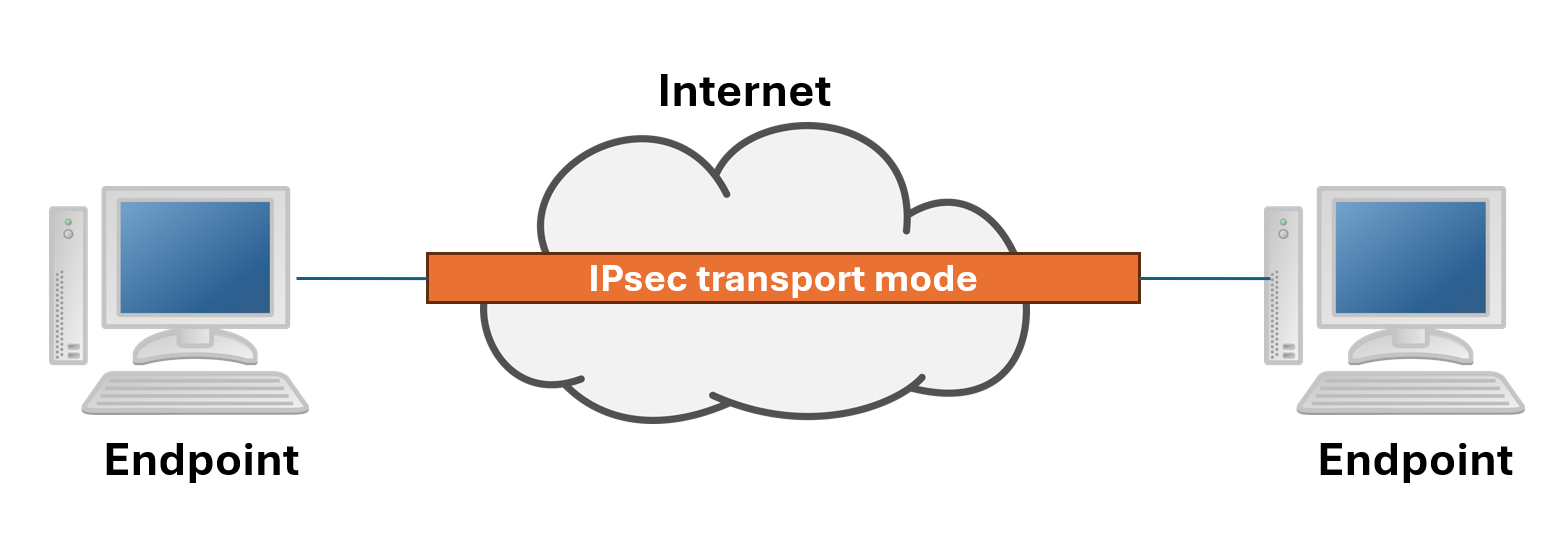 Internet
IPsec transport mode
Endpoint
Endpoint